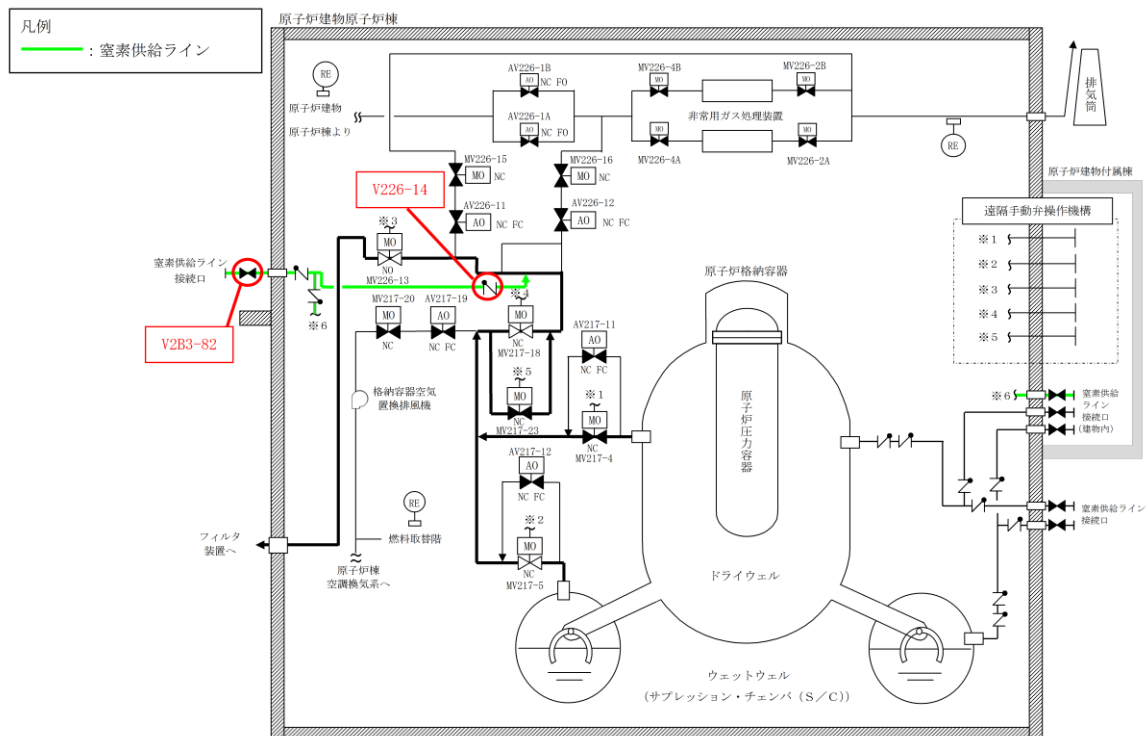 凡例
：窒素供給ライン
原子炉建物原子炉棟
RE
原子炉建物
原子炉棟より
AV226-1B
AO
NC FO
AV226-1A
AO
NC FO
MV226-4B
MO
MV226-2B
MO
非常用ガス処理装置
MO
MV226-4A
MO
MV226-2A
RE
排気筒
MV226-15
MO
NC
MV226-16
MO
NC
AV226-11
AO
NC FC
AV226-12
AO
NC FC
V226-14
※3
MO
NO
MV226-13
窒素供給ライン
接続口
V2B3-82
※6
MV217-20
MO
NC
AV217-19
AO
NC FC
※4
MO
NC
MV217-18
※5
MO
NC
MV217-23
AV217-11
AO
NC FC
※1
MO
NC
MV217-4
AV217-12
AO
NC FC
※2
MO
NC
MV217-5
格納容器空気
置換排風機
RE
燃料取替階
原子炉棟
空調換気系へ
フィルタ
装置へ
原子炉格納容器
原子炉圧力容器
ドライウェル
ウェットウェル
（サプレッション・チェンバ（S／C））
原子炉建物付属棟
遠隔手動弁操作機構
※1
※2
※3
※4
※5
※6
窒素供給
ライン
接続口
(建物内)
窒素供給ライン
接続口